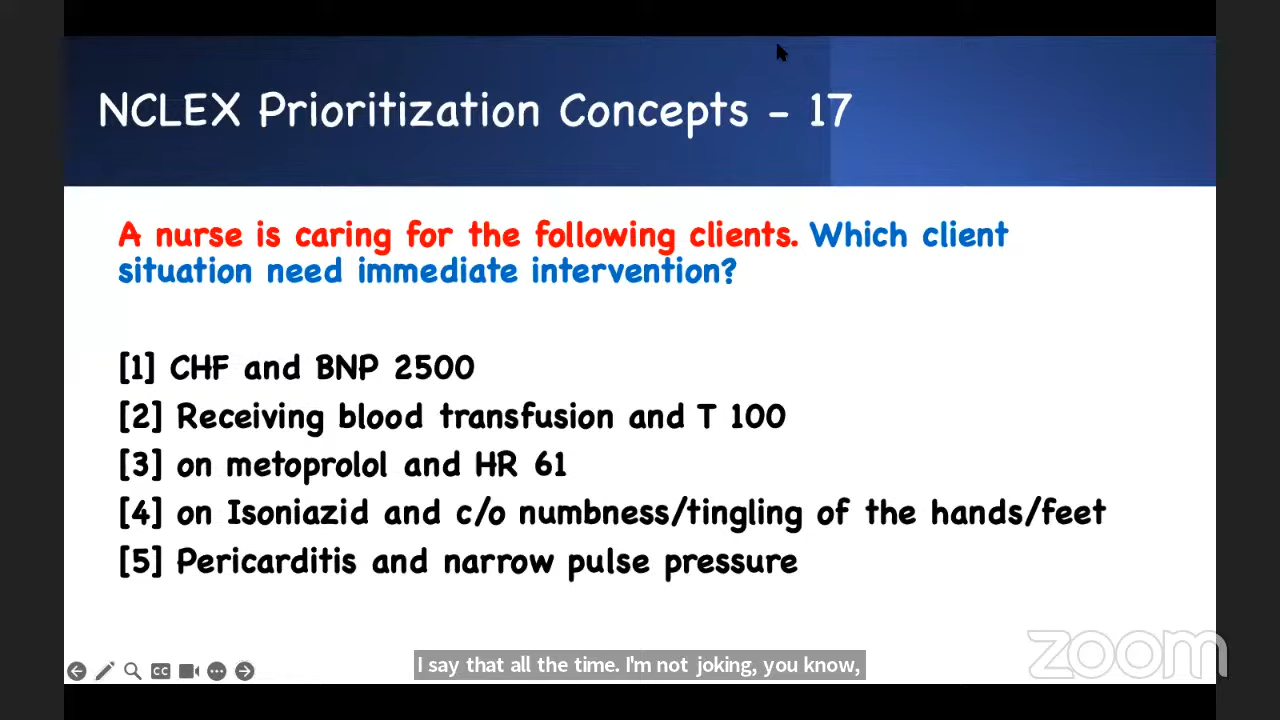 NCLEX Prioritization Concepts - 17
A nurse is caring for the following clients. Which client
situation need immediate intervention?
[1] CHF and BNP 2500
[2] Receiving blood transfusion and T 100
[3] on metoprolol and HR 61
[4] on Isoniazid and c/o numbness/tingling of the hands/feet
[5] Pericarditis and narrow pulse pressure
zoom
CC
I say that all the time. I'm not joking, you know,